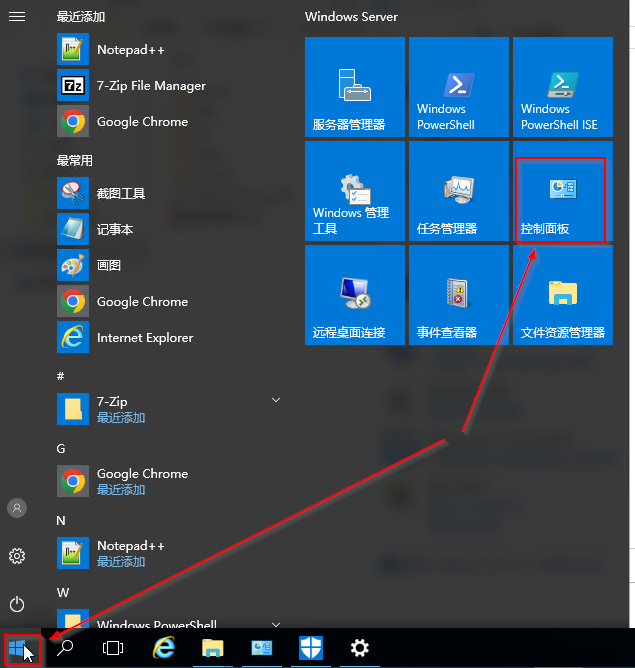 最近添加
Notepad++
7-Zip File Manager
Google Chrome
最常用
截图工具
记事本
画图
Google Chrome
Internet Explorer
#
7-Zip
最近添加
G
Google Chrome
最近添加
N
Notepad++
最近添加
W
Windows PowerShell
Windows Server
服务器管理器
Windows
PowerShell
Windows
PowerShell ISE
Windows 管理
工具
任务管理器
控制面板
远程桌面连接
事件查看器
文件资源管理器